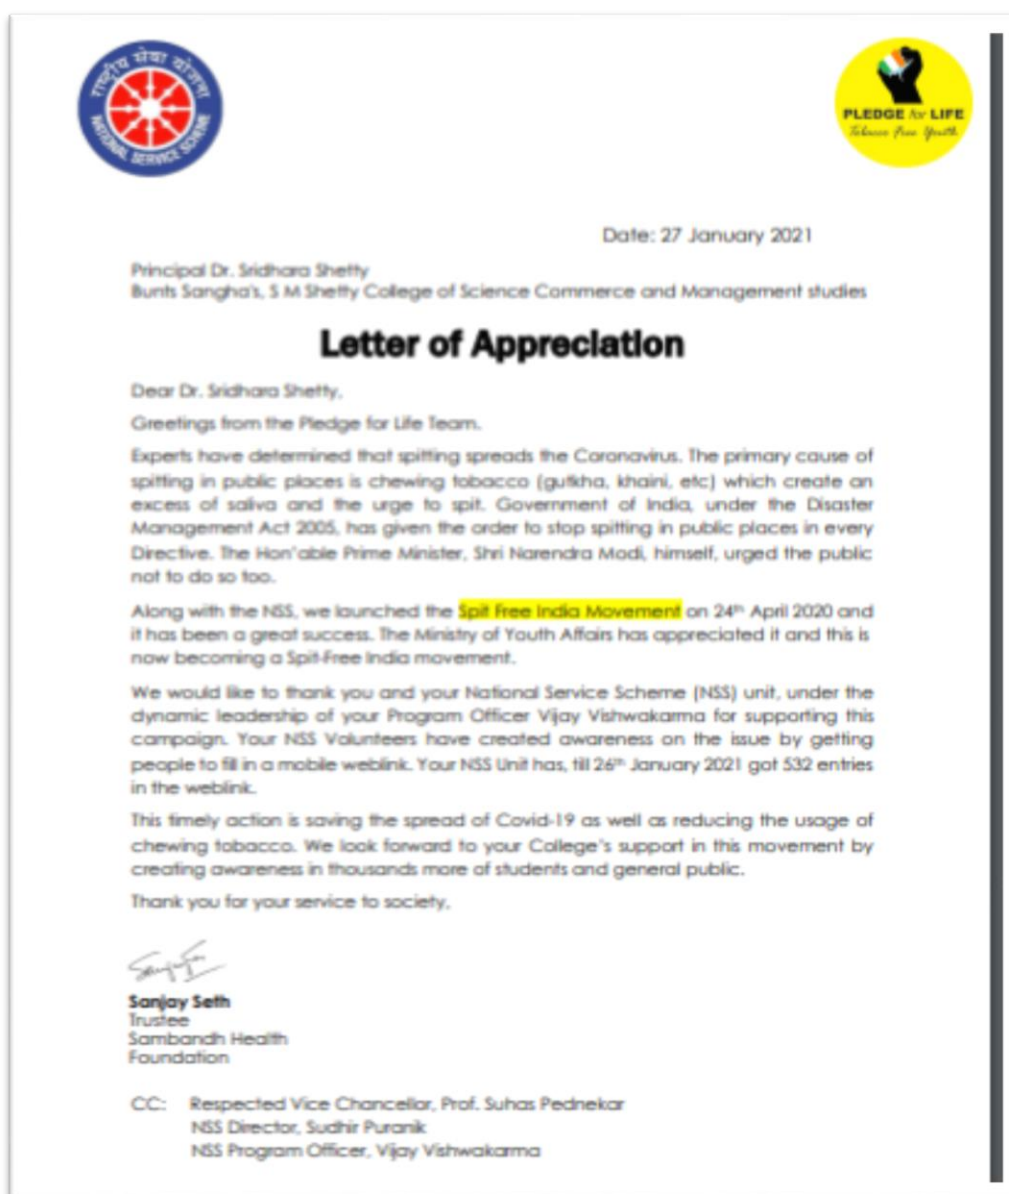 राष्ट्रीय सेवा योजना
NATIONAL SERVICE SCHEME
PLEDGE for LIFE
Tobacco Free Youth
Date: 27 January 2021
Principal Dr. Sridhara Shetty
Bunts Sangha's, S M Shetty College of Science Commerce and Management studies
Letter of Appreciation
Dear Dr. Sridhara Shetty,
Greetings from the Pledge for Life Team.
Experts have determined that spitting spreads the Coronavirus. The primary cause of
spitting in public places is chewing tobacco (gutkha, khaini, etc) which create an
excess of saliva and the urge to spit. Government of India, under the Disaster
Management Act 2005, has given the order to stop spitting in public places in every
Directive. The Hon'able Prime Minister, Shri Narendra Modi, himself, urged the public
not to do so too.
Along with the NSS, we launched the Spit Free India Movement on 24th April 2020 and
it has been a great success. The Ministry of Youth Affairs has appreciated it and this is
now becoming a Spit-Free India movement.
We would like to thank you and your National Service Scheme (NSS) unit, under the
dynamic leadership of your Program Officer Vijay Vishwakarma for supporting this
campaign. Your NSS Volunteers have created awareness on the issue by getting
people to fill in a mobile weblink. Your NSS Unit has, till 26th January 2021 got 532 entries
in the weblink.
This timely action is saving the spread of Covid-19 as well as reducing the usage of
chewing tobacco. We look forward to your College's support in this movement by
creating awareness in thousands more of students and general public.
Thank you for your service to society,
Sanjay Seth
Trustee
Sambandh Health
Foundation
CC: Respected Vice Chancellor, Prof. Suhas Pednekar
NSS Director, Sudhir Puranik
NSS Program Officer, Vijay Vishwakarma